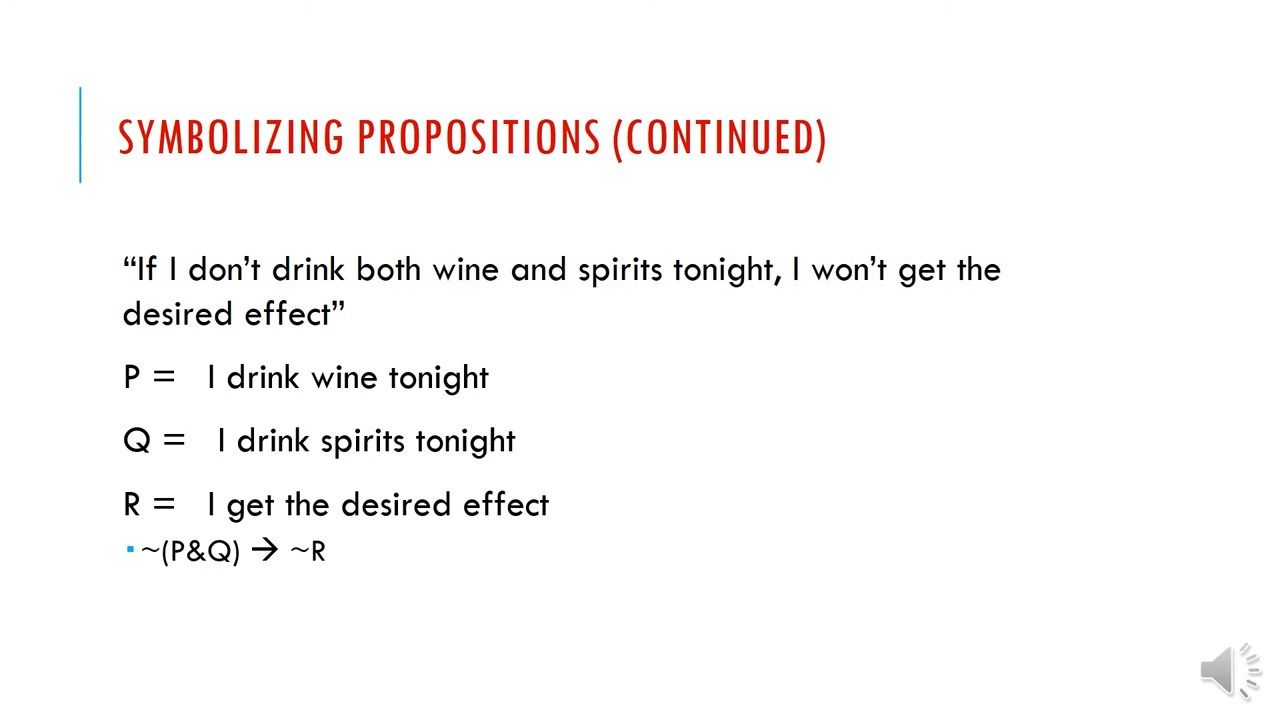 SYMBOLIZING PROPOSITIONS (CONTINUED)
“If I don’t drink both wine and spirits tonight, I won’t get the
desired effect”
P = I drink wine tonight
Q = I drink spirits tonight
R = I get the desired effect
▪ ~(P&Q) → ~R